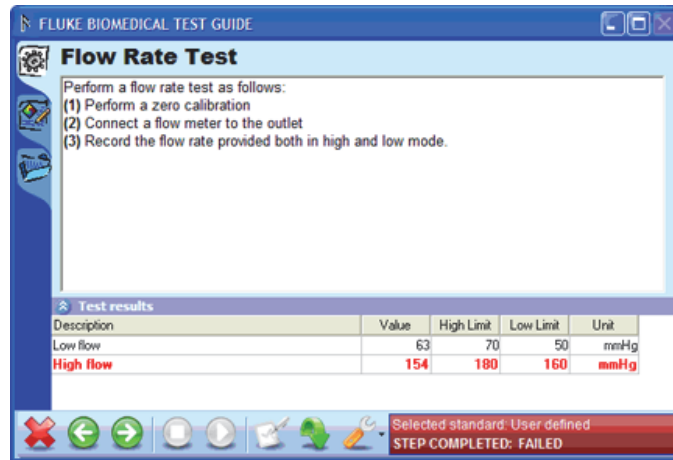 FLUKE BIOMEDICAL TEST GUIDE
Flow Rate Test
Perform a flow rate test as follows:
(1) Perform a zero calibration
(2) Connect a flow meter to the outlet
(3) Record the flow rate provided both in high and low mode.
Test results
Description Value High Limit Low Limit Unit
Low flow 63 70 50 mmHg
High flow 154 180 160 mmHg
Selected standard: User defined
STEP COMPLETED: FAILED